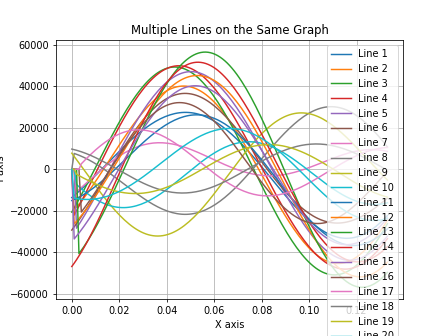 Multiple Lines on the Same Graph
60000
40000
20000
0
−20000
−40000
−60000
0.00
0.02
0.04
0.06
0.08
0.10
X axis
Line 1
Line 2
Line 3
Line 4
Line 5
Line 6
Line 7
Line 8
Line 9
Line 10
Line 11
Line 12
Line 13
Line 14
Line 15
Line 16
Line 17
Line 18
Line 19
Line 20